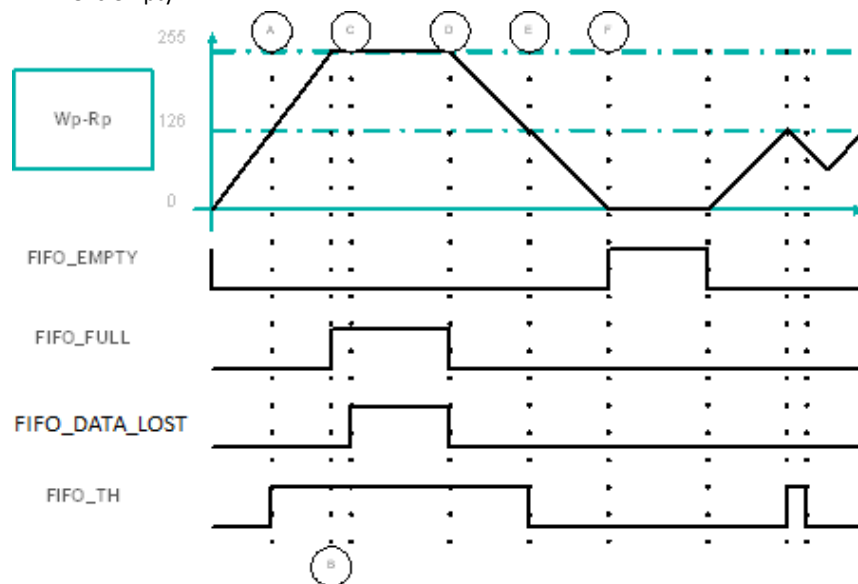 A
C
D
E
F
255
Wp-Rp
126
0
FIFO_EMPTY
FIFO_FULL
FIFO_DATA_LOST
FIFO_TH
B